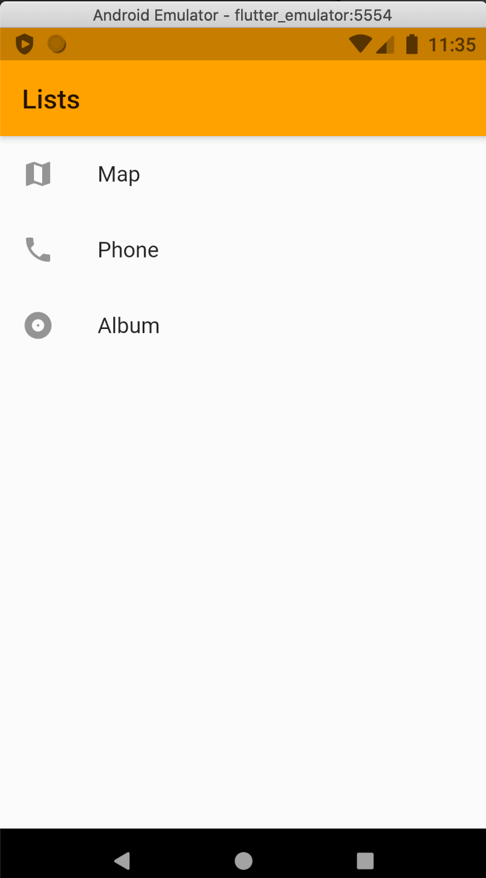 Android Emulator - flutter_emulator:5554
11:35
Lists
Map
Phone
Album